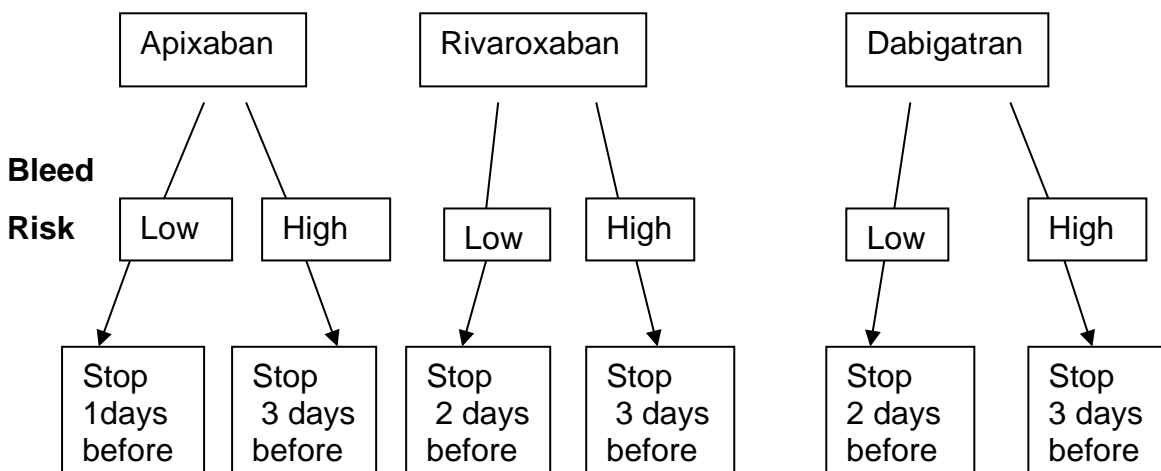 Apixaban
Rivaroxaban
Dabigatran
Bleed
Risk
Low
High
Low
High
Low
High
Stop
1days
before
Stop
3 days
before
Stop
2 days
before
Stop
3 days
before
Stop
2 days
before
Stop
3 days
before